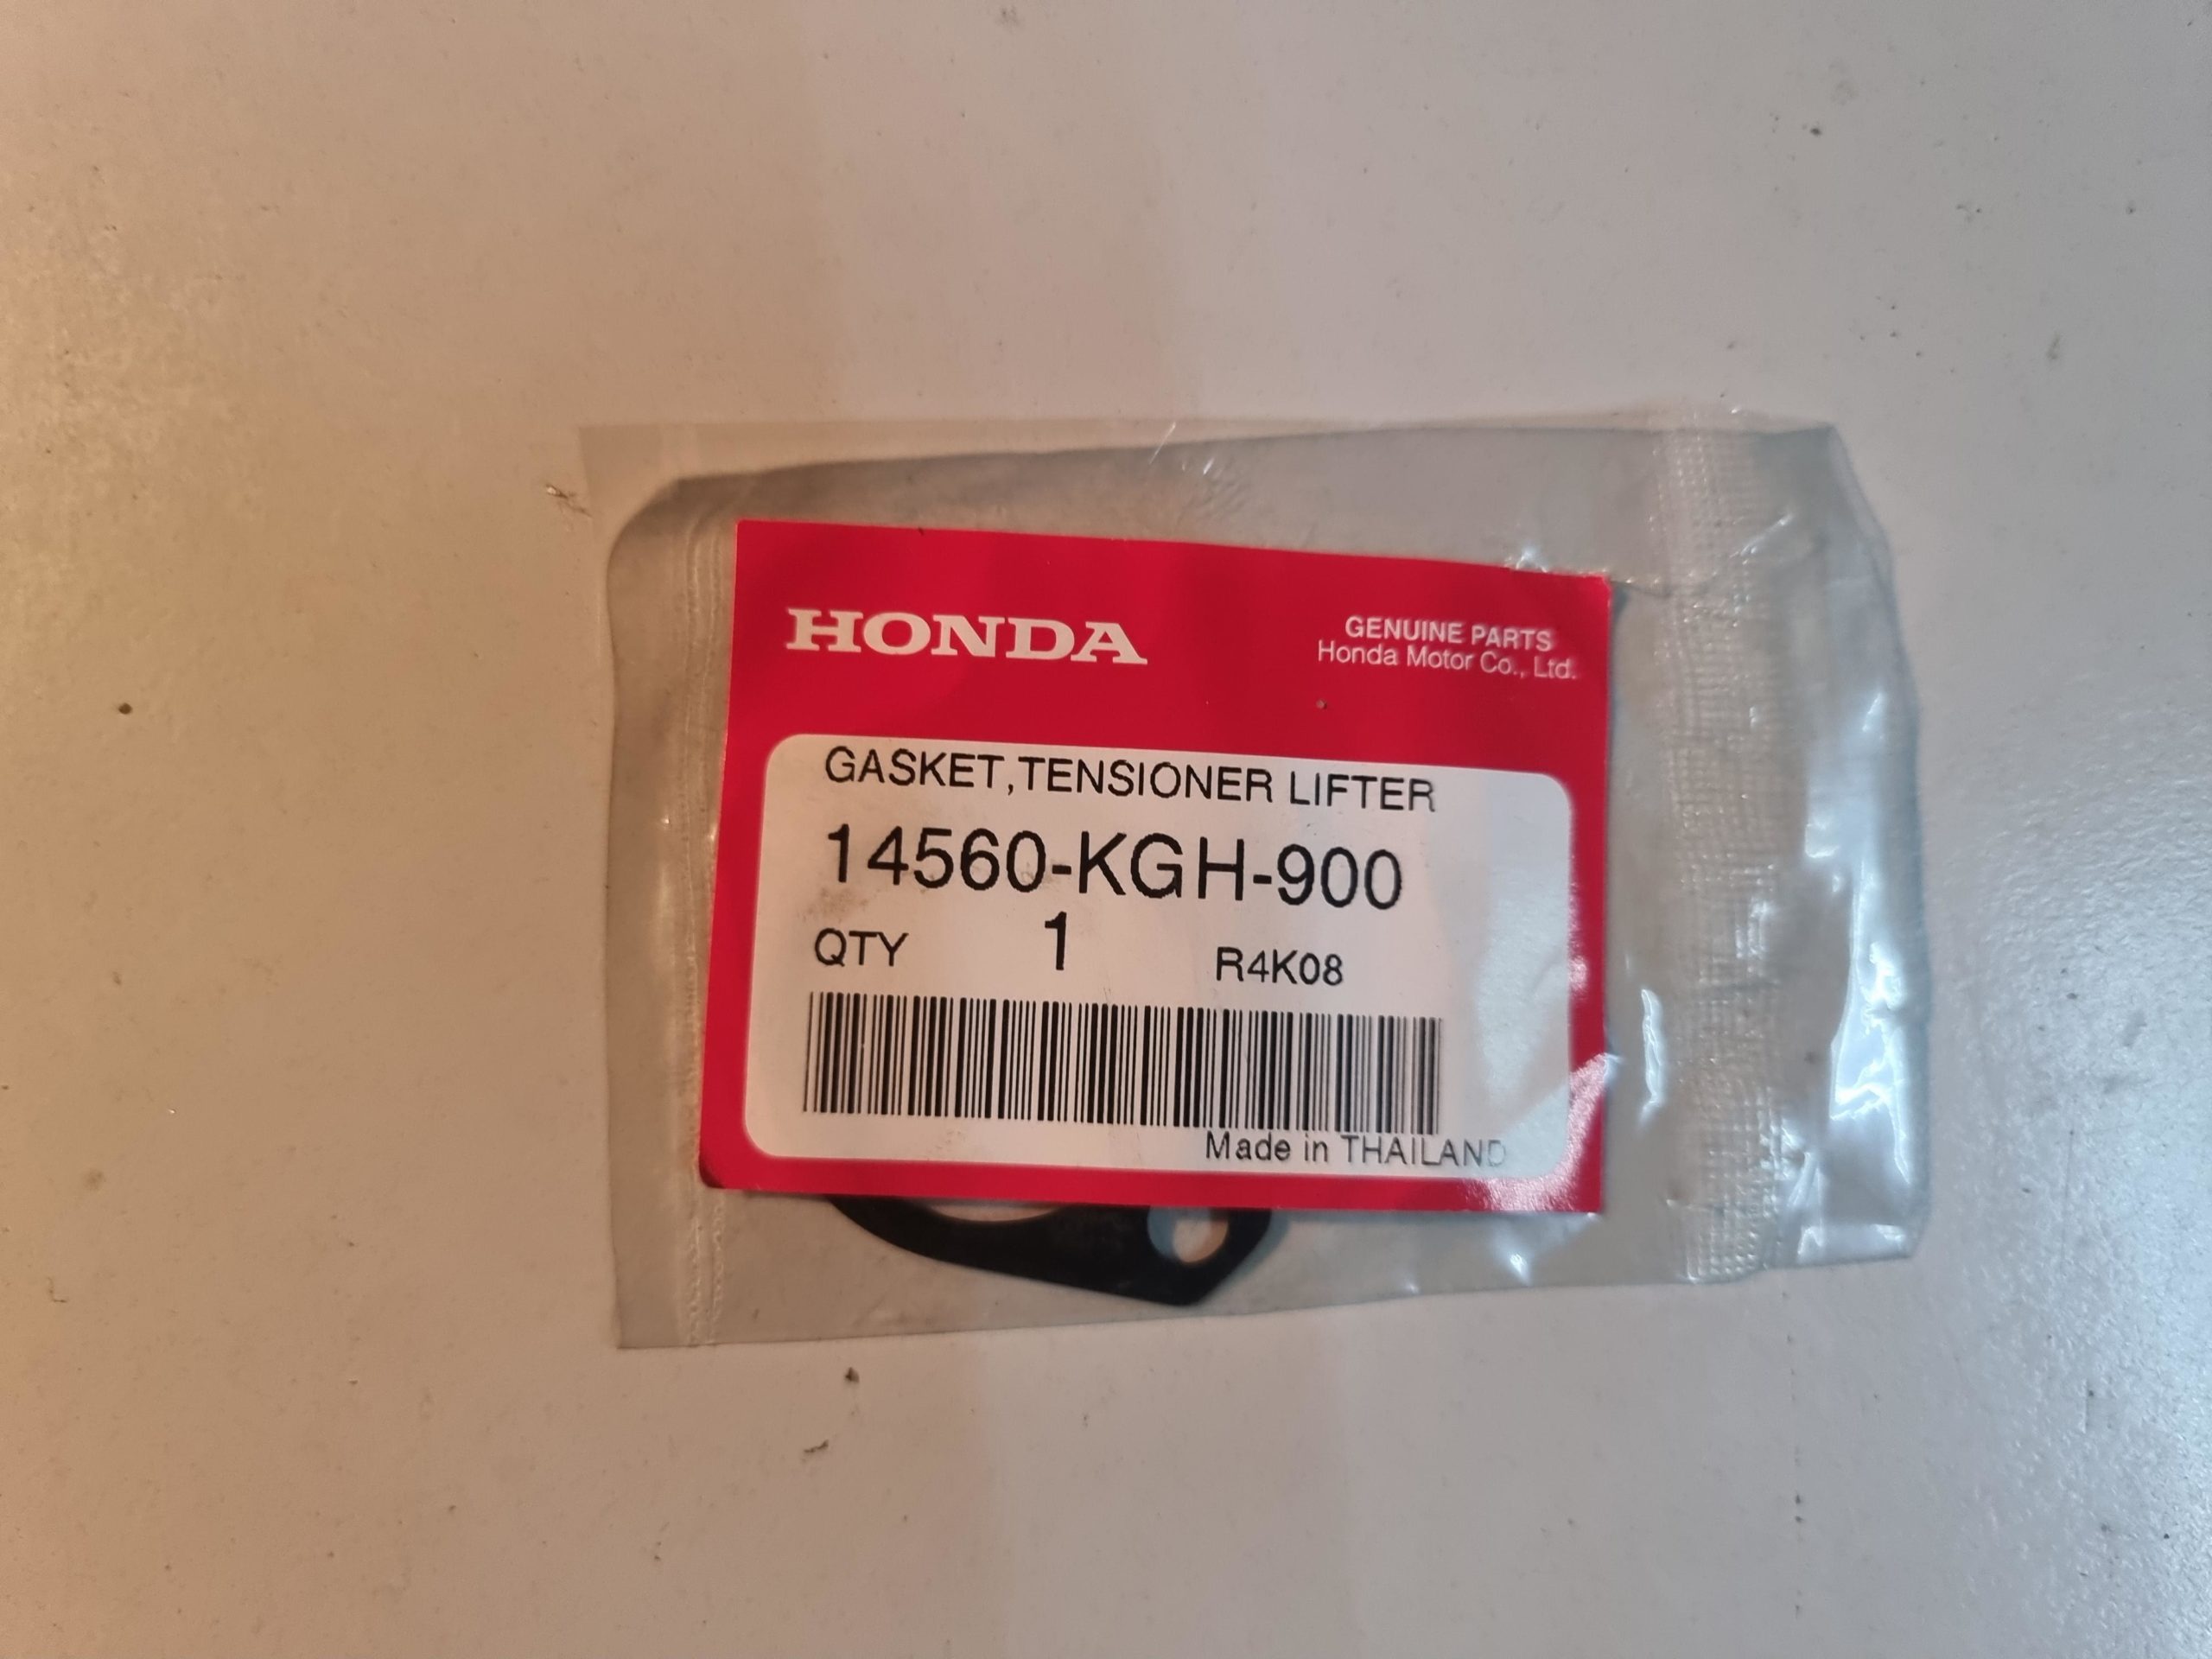 HONDA
GENUINE PARTS
Honda Motor Co., Ltd.
GASKET,TENSIONER LIFTER
14560-KGH-900
QTY 1 R4K08
Made in THAILAND